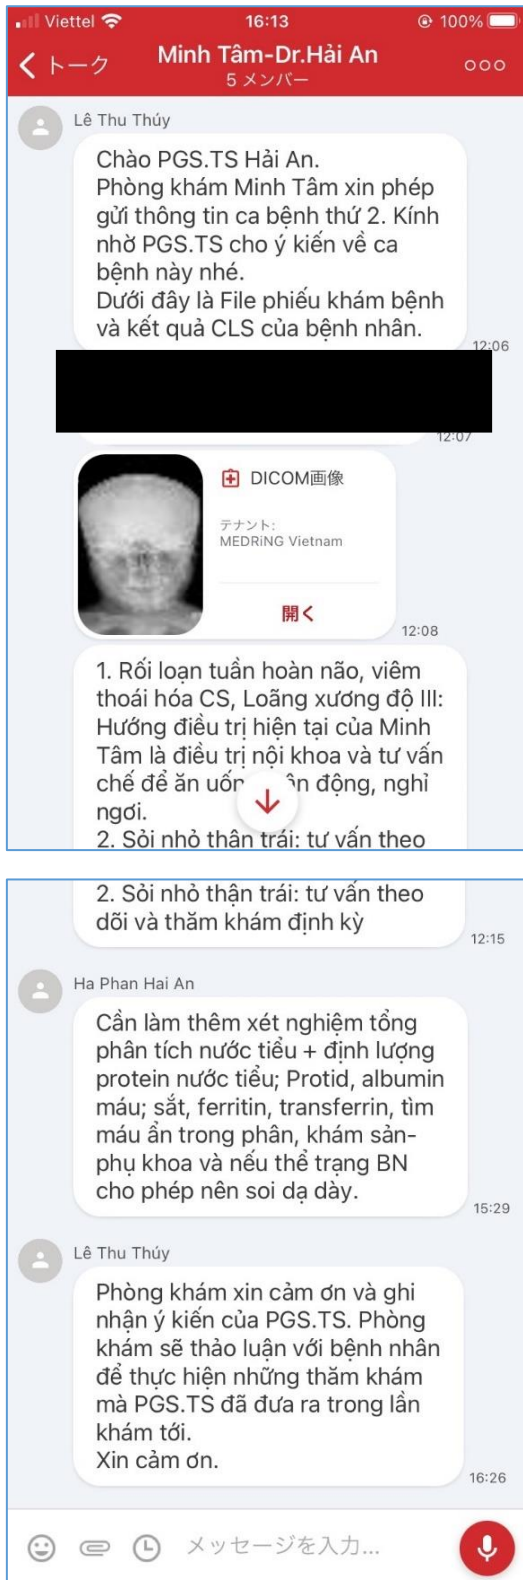 Viettel 16:13 100%
トーク Minh Tâm-Dr.Hải An
5 メンバー
Lê Thu Thúy
Chào PGS.TS Hải An.
Phòng khám Minh Tâm xin phép
gửi thông tin ca bệnh thứ 2. Kính
nhờ PGS.TS cho ý kiến về ca
bệnh này nhé.
Dưới đây là File phiếu khám bệnh
và kết quả CLS của bệnh nhân.
12:06
12:07
DICOM画像
テナント:
MEDRiNG Vietnam
開く
12:08
1. Rối loạn tuần hoàn não, viêm
thoái hóa CS, Loãng xương độ III:
Hướng điều trị hiện tại của Minh
Tâm là điều trị nội khoa và tư vấn
chế để ăn động, nghỉ
ngơi.
2. Sỏi nhỏ thận trái: tư vấn theo
2. Sỏi nhỏ thận trái: tư vấn theo
dõi và thăm khám định kỳ
12:15
Ha Phan Hai An
Cần làm thêm xét nghiệm tổng
phân tích nước tiểu + định lượng
protein nước tiểu; Protid, albumin
máu; sắt, ferritin, transferrin, tìm
máu ẩn trong phân, khám sản-
phụ khoa và nếu thể trạng BN
cho phép nên soi dạ dày.
15:29
Lê Thu Thúy
Phòng khám xin cảm ơn và ghi
nhận ý kiến của PGS.TS. Phòng
khám sẽ thảo luận với bệnh nhân
để thực hiện những thăm khám
mà PGS.TS đã đưa ra trong lần
khám tới.
Xin cảm ơn.
16:26
メッセージを入力...